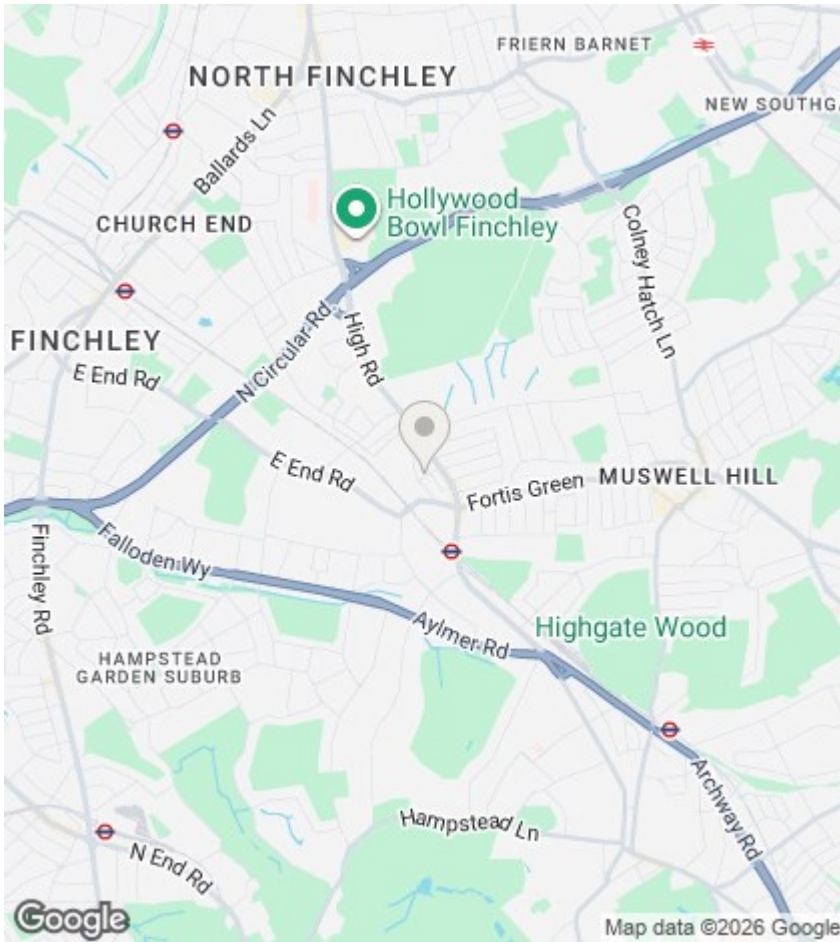 FRIERN BARNET
NORTH FINCHLEY
NEW SOUTHGA
Ballards Ln
Hollywood
Bowl Finchley
CHURCH END
Colney Hatch Ln
FINCHLEY
N Circular Rd
High Rd
E End Rd
E End Rd
Fortis Green
MUSWELL HILL
Falloden Wy
Finchley Rd
Aylmer Rd
Highgate Wood
HAMPSTEAD
GARDEN SUBURB
Archway Rd
Hampstead Ln
N End Rd
Google
Map data ©2026 Google